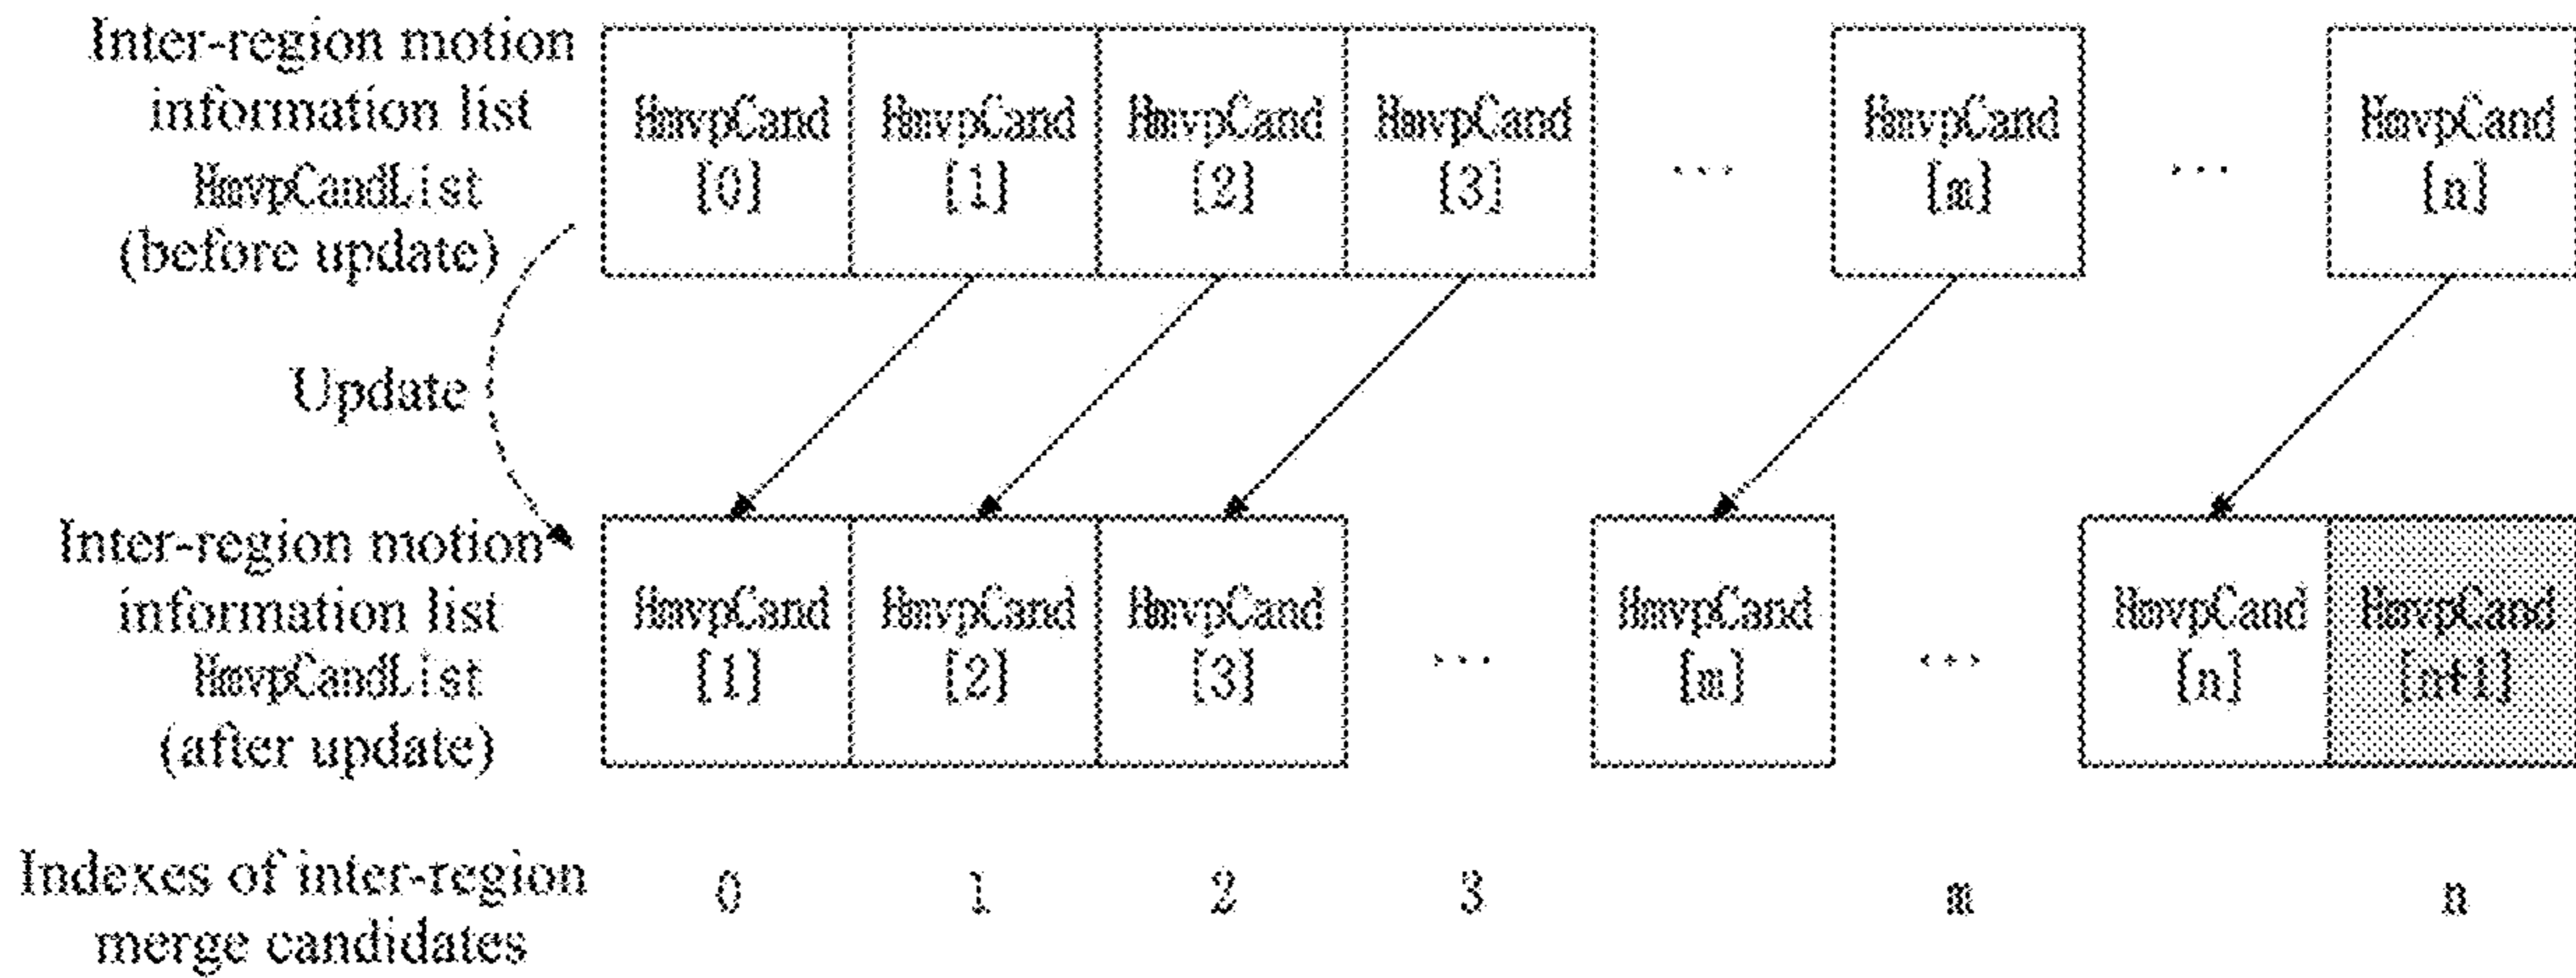 Inter-region motion
information list
HmvpCandList
(before update)
HmvpCand
[0]
HmvpCand
[1]
HmvpCand
[2]
HmvpCand
[3]
...
HmvpCand
[m]
...
HmvpCand
[n]
Update
Inter-region motion
information list
HmvpCandList
(after update)
HmvpCand
[1]
HmvpCand
[2]
HmvpCand
[3]
...
HmvpCand
[m]
...
HmvpCand
[n]
HmvpCand
[n+1]
Indexes of inter-region
merge candidates
0 1 2 3 m n